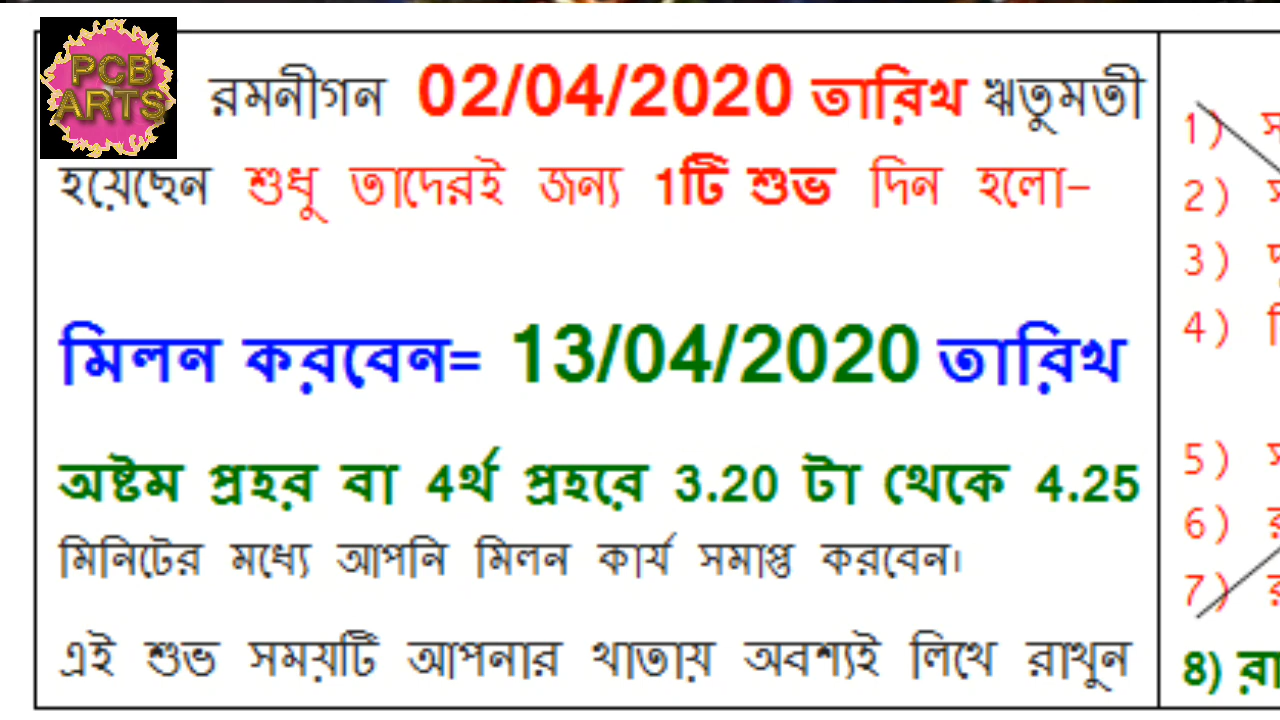 PCB
ARTS
রমনীগন 02/04/2020 তারিখ ঋতুমতী
হয়েছেন শুধু তাদেরই জন্য 1টি শুভ দিন হলো-
মিলন করবেন= 13/04/2020 তারিখ
অষ্টম প্রহর বা 4র্থ প্রহরে 3.20 টা থেকে 4.25
মিনিটের মধ্যে আপনি মিলন কার্য সমাপ্ত করবেন।
এই শুভ সময়টি আপনার খাতায় অবশ্যই লিখে রাখুন
1)
2)
3)
4)
5)
6)
7)
8)